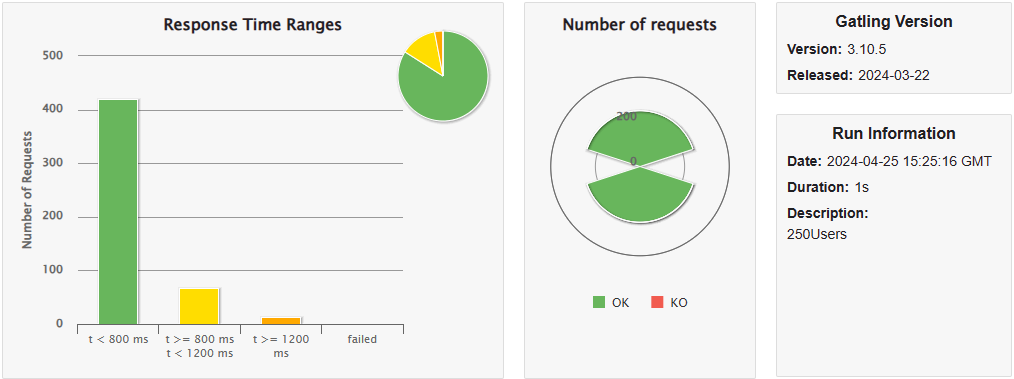 Response Time Ranges
Number of Requests
500
400
300
200
100
0
t < 800 ms
t >= 800 ms
t < 1200 ms
t >= 1200
ms
failed
Number of requests
200
0
OK
KO
Gatling Version
Version: 3.10.5
Released: 2024-03-22
Run Information
Date: 2024-04-25 15:25:16 GMT
Duration: 1s
Description:
250Users